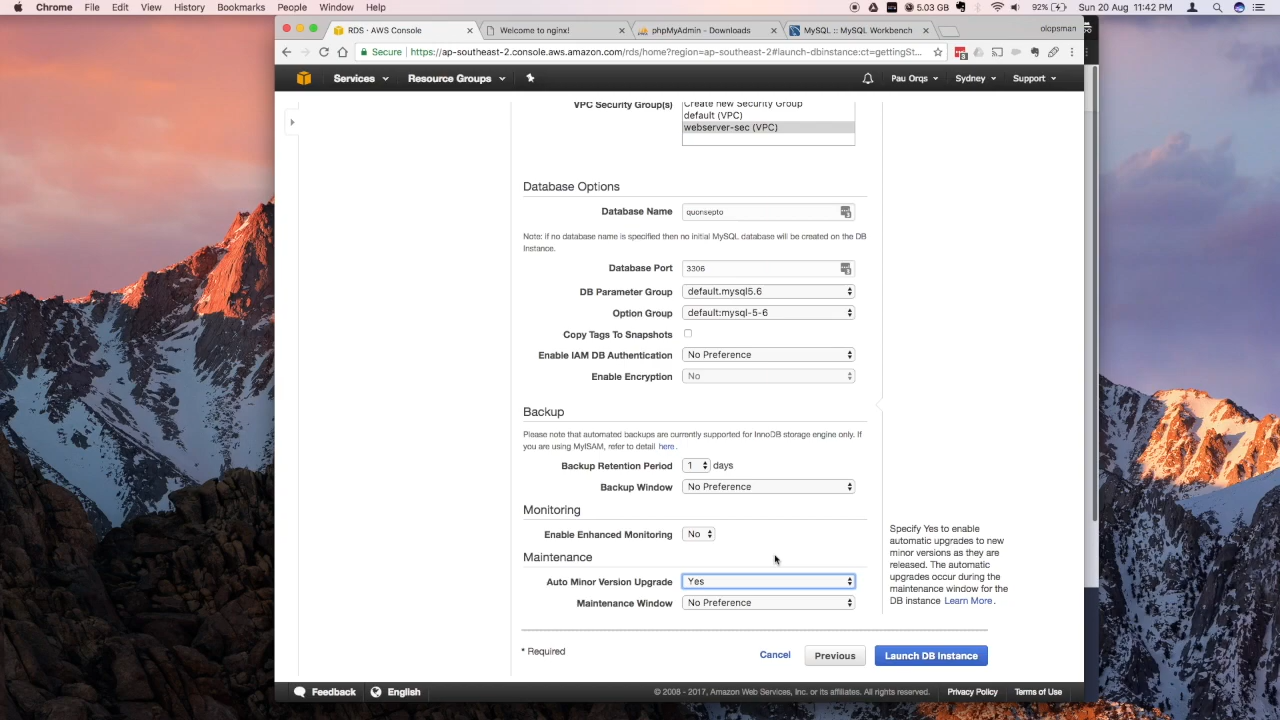 Chrome File Edit View History Bookmarks People Window Help 5.03 GB 92% Sun 20 Aug 11:42 PM
RDS · AWS Console Welcome to nginx! phpMyAdmin - Downloads MySQL :: MySQL Workbench olopsman
Secure https://ap-southeast-2.console.aws.amazon.com/rds/home?region=ap-southeast-2#launch-dbinstance:ct=gettingSt...
Services Resource Groups Pau Orqs Sydney Support
VPC Security Group(s) Create new Security Group
default (VPC)
webserver-sec (VPC)
Database Options
Database Name quonsepto
Note: if no database name is specified then no initial MySQL database will be created on the DB
Instance.
Database Port 3306
DB Parameter Group default.mysql5.6
Option Group default:mysql-5-6
Copy Tags To Snapshots
Enable IAM DB Authentication No Preference
Enable Encryption No
Backup
Please note that automated backups are currently supported for InnoDB storage engine only. If
you are using MyISAM, refer to detail here.
Backup Retention Period 1 days
Backup Window No Preference
Monitoring
Enable Enhanced Monitoring No
Maintenance
Auto Minor Version Upgrade Yes
Maintenance Window No Preference
Specify Yes to enable
automatic upgrades to new
minor versions as they are
released. The automatic
upgrades occur during the
maintenance window for the
DB instance Learn More.
* Required
Cancel Previous Launch DB Instance
Feedback English © 2008 - 2017, Amazon Web Services, Inc. or its affiliates. All rights reserved. Privacy Policy Terms of Use